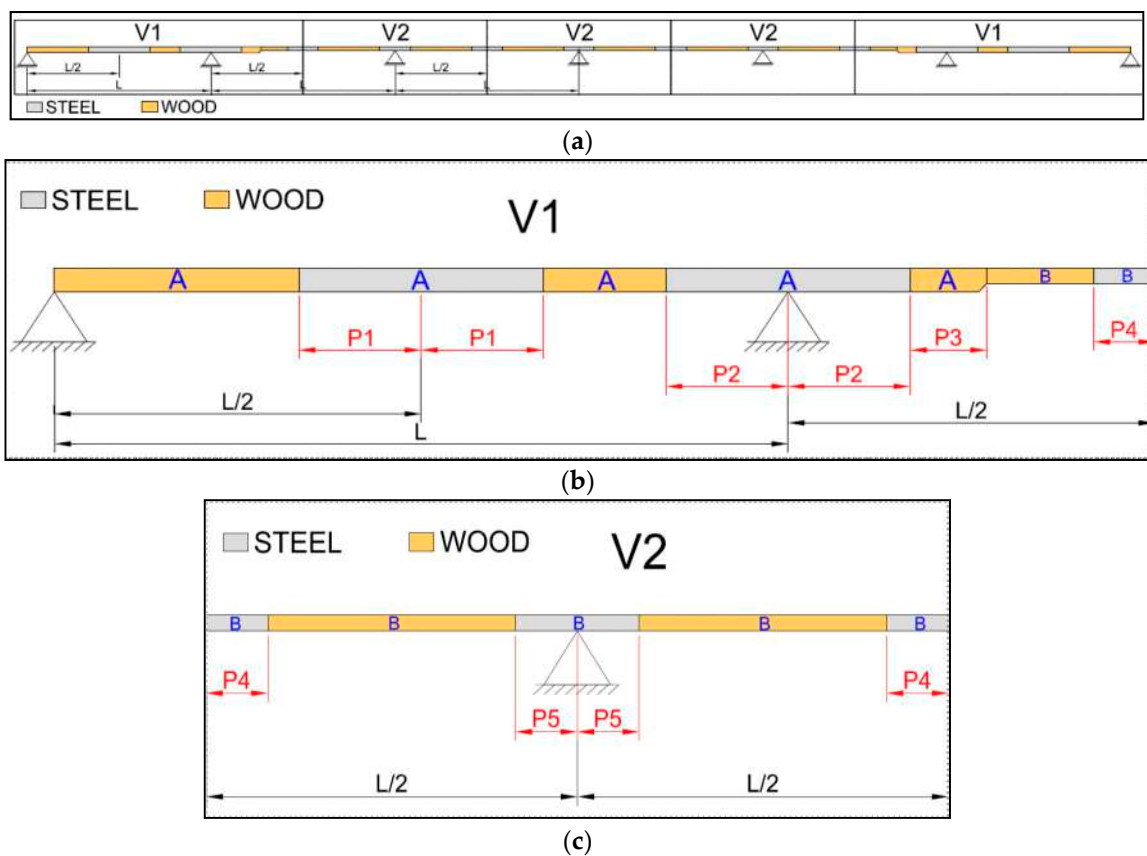 V1 V2 V2 V2 V1
L/2 L/2 L/2
L L L
STEEL WOOD
(a)
STEEL WOOD V1
A A A A A B B
P1 P1 P3 P4
P2 P2
L/2 L/2
L
(b)
STEEL WOOD V2
B B B B B
P4 P4
P5 P5
L/2 L/2
(c)